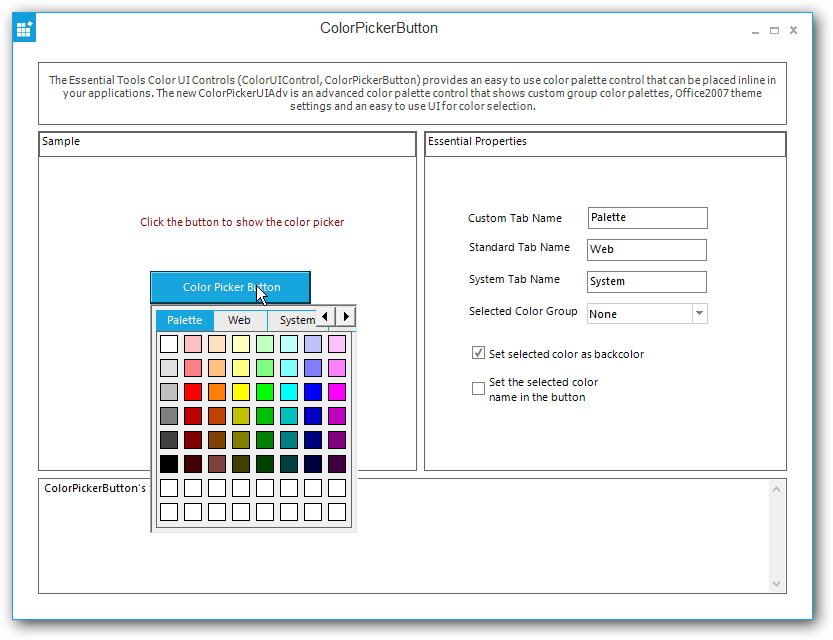 ColorPickerButton
The Essential Tools Color UI Controls (ColorUIControl, ColorPickerButton) provides an easy to use color palette control that can be placed inline in
your applications. The new ColorPickerUIAdv is an advanced color palette control that shows custom group color palettes, Office2007 theme
settings and an easy to use UI for color selection.
Sample
Click the button to show the color picker
Color Picker Button
Palette Web System
Essential Properties
Custom Tab Name Palette
Standard Tab Name Web
System Tab Name System
Selected Color Group None
Set selected color as backcolor
Set the selected color
name in the button
ColorPickerButton's